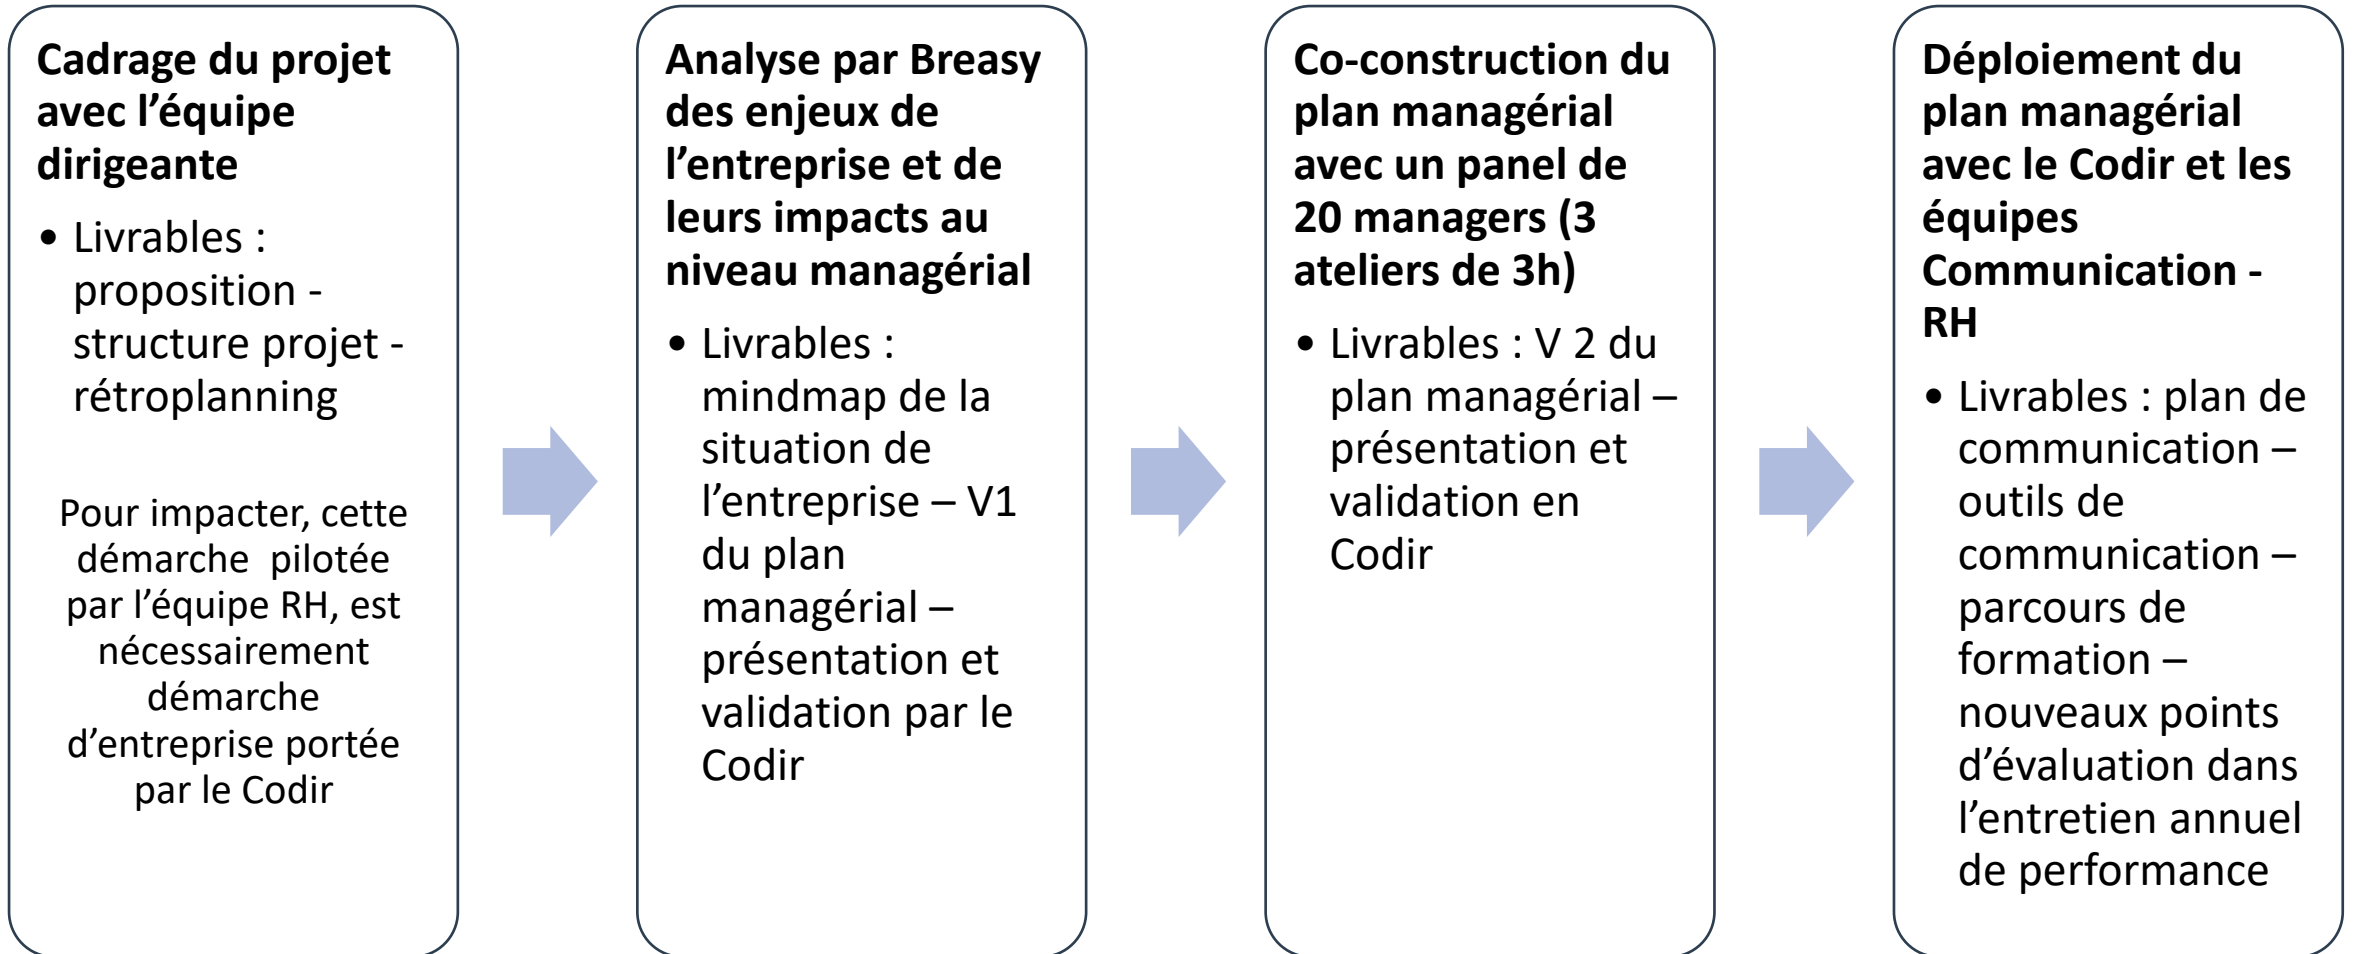 Cadrage du projet
avec l’équipe
dirigeante
• Livrables :
proposition -
structure projet -
rétroplanning
Pour impacter, cette
démarche  pilotée
par l’équipe RH, est
nécessairement
démarche
d’entreprise portée
par le Codir
Analyse par Breasy
des enjeux de
l’entreprise et de
leurs impacts au
niveau managérial
• Livrables :
mindmap de la
situation de
l’entreprise – V1
du plan
managérial –
présentation et
validation par le
Codir
Co-construction du
plan managérial
avec un panel de
20 managers (3
ateliers de 3h)
• Livrables : V 2 du
plan managérial –
présentation et
validation en
Codir
Déploiement du
plan managérial
avec le Codir et les
équipes
Communication -
RH
• Livrables : plan de
communication –
outils de
communication –
parcours de
formation –
nouveaux points
d’évaluation dans
l’entretien annuel
de performance